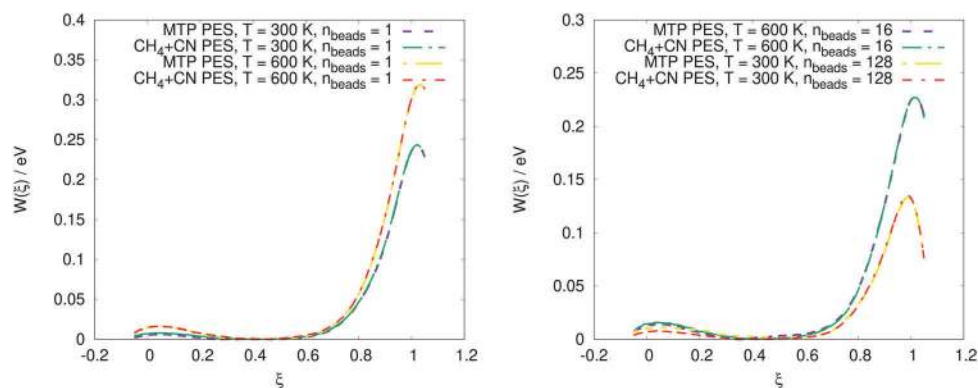 0.4
0.35
0.3
0.25
0.2
0.15
0.1
0.05
0
W(ξ) / eV
MTP PES, T = 300 K, n_beads = 1
CH₄+CN PES, T = 300 K, n_beads = 1
MTP PES, T = 600 K, n_beads = 1
CH₄+CN PES, T = 600 K, n_beads = 1
-0.2 0 0.2 0.4 0.6 0.8 1 1.2
ξ
0.3
0.25
0.2
0.15
0.1
0.05
0
W(ξ) / eV
MTP PES, T = 600 K, n_beads = 16
CH₄+CN PES, T = 600 K, n_beads = 16
MTP PES, T = 300 K, n_beads = 128
CH₄+CN PES, T = 300 K, n_beads = 128
-0.2 0 0.2 0.4 0.6 0.8 1 1.2
ξ